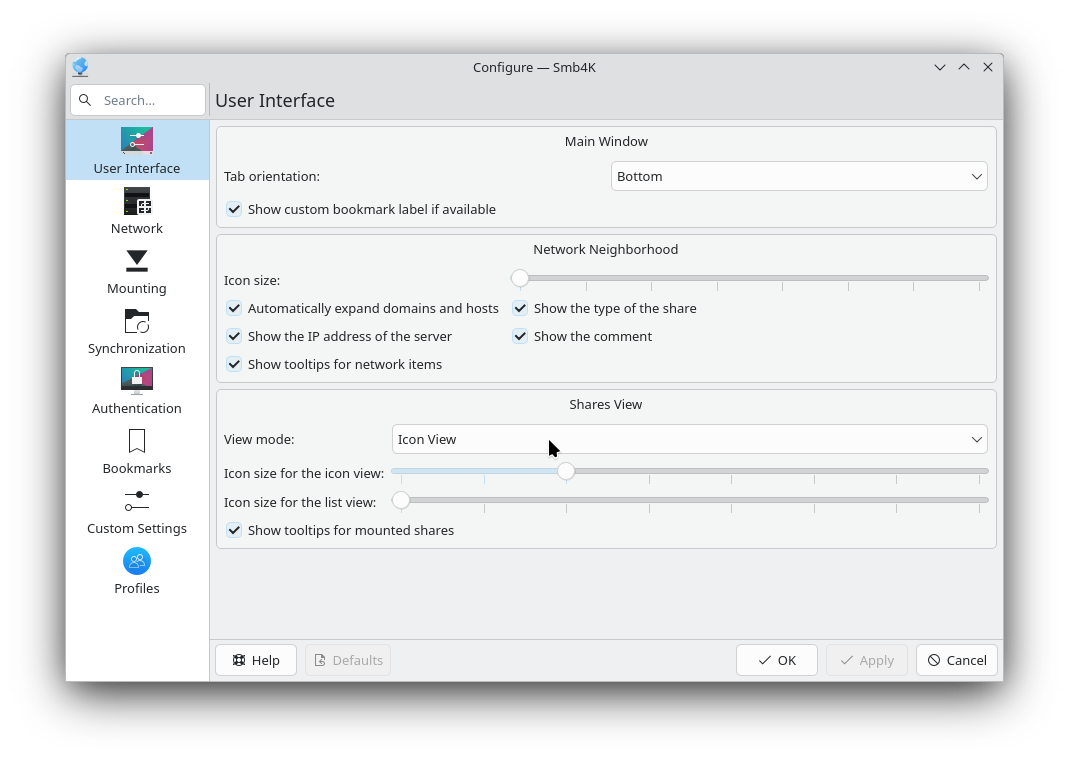 Configure — Smb4K
Search...
User Interface
User Interface
Network
Mounting
Synchronization
Authentication
Bookmarks
Custom Settings
Profiles
Main Window
Tab orientation:
Bottom
Show custom bookmark label if available
Network Neighborhood
Icon size:
Automatically expand domains and hosts
Show the type of the share
Show the IP address of the server
Show the comment
Show tooltips for network items
Shares View
View mode:
Icon View
Icon size for the icon view:
Icon size for the list view:
Show tooltips for mounted shares
Help
Defaults
OK
Apply
Cancel